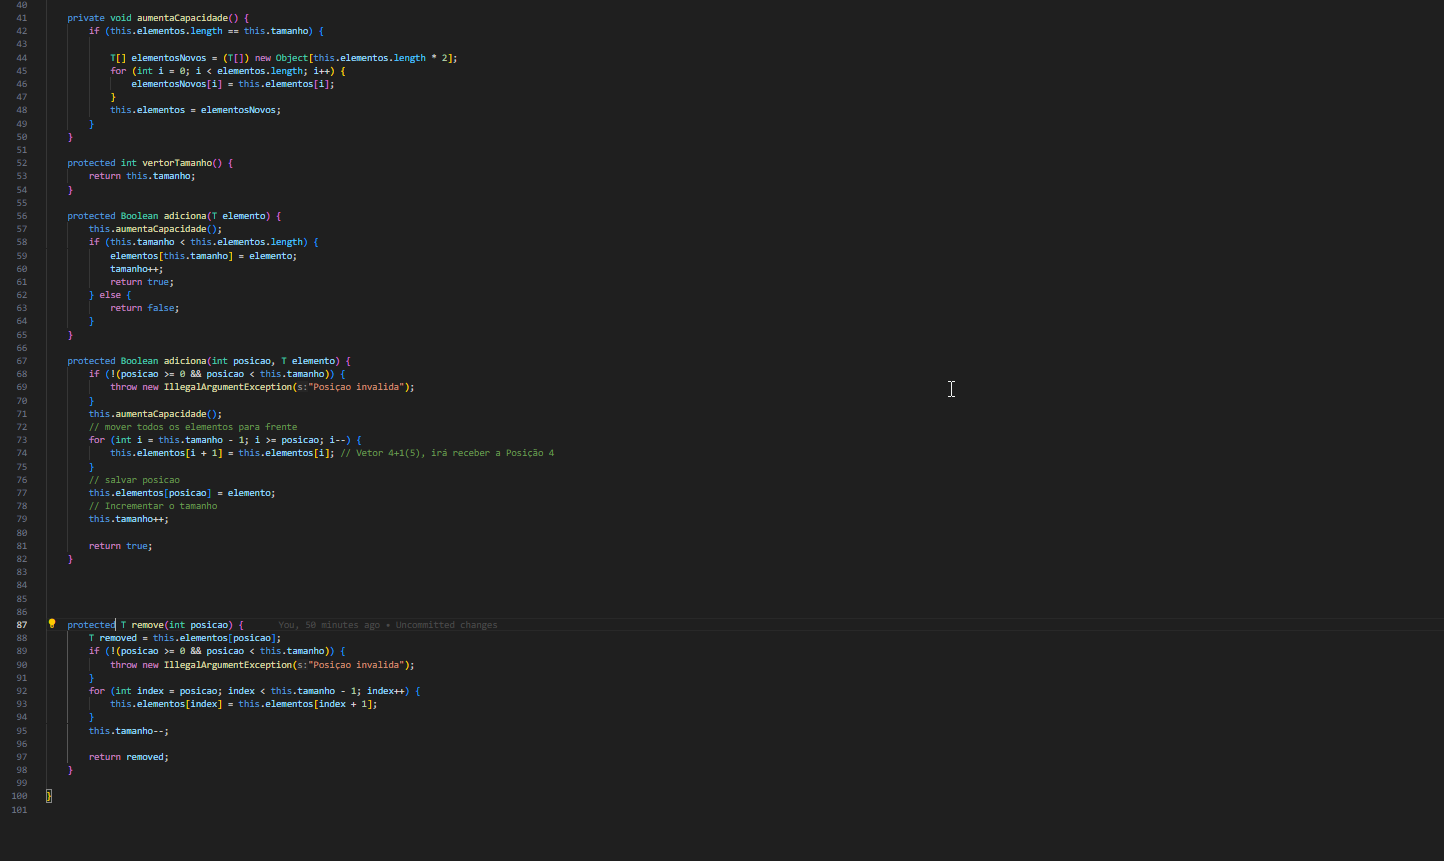 40
41 private void aumentaCapacidade() {
42 if (this.elementos.length == this.tamanho) {
43
44 T[] elementosNovos = (T[]) new Object[this.elementos.length * 2];
45 for (int i = 0; i < elementos.length; i++) {
46 elementosNovos[i] = this.elementos[i];
47 }
48 this.elementos = elementosNovos;
49 }
50 }
51
52 protected int vertorTamanho() {
53 return this.tamanho;
54 }
55
56 protected Boolean adiciona(T elemento) {
57 this.aumentaCapacidade();
58 if (this.tamanho < this.elementos.length) {
59 elementos[this.tamanho] = elemento;
60 tamanho++;
61 return true;
62 } else {
63 return false;
64 }
65 }
66
67 protected Boolean adiciona(int posicao, T elemento) {
68 if (!(posicao >= 0 && posicao < this.tamanho)) {
69 throw new IllegalArgumentException(s:"Posiçao invalida");
70 }
71 this.aumentaCapacidade();
72 // mover todos os elementos para frente
73 for (int i = this.tamanho - 1; i >= posicao; i--) {
74 this.elementos[i + 1] = this.elementos[i]; // Vetor 4+1(5), irá receber a Posição 4
75 }
76 // salvar posicao
77 this.elementos[posicao] = elemento;
78 // Incrementar o tamanho
79 this.tamanho++;
80
81 return true;
82 }
83
84
85
86
87 protected T remove(int posicao) { You, 50 minutes ago • Uncommitted changes
88 T removed = this.elementos[posicao];
89 if (!(posicao >= 0 && posicao < this.tamanho)) {
90 throw new IllegalArgumentException(s:"Posiçao invalida");
91 }
92 for (int index = posicao; index < this.tamanho - 1; index++) {
93 this.elementos[index] = this.elementos[index + 1];
94 }
95 this.tamanho--;
96
97 return removed;
98 }
99
100 }
101